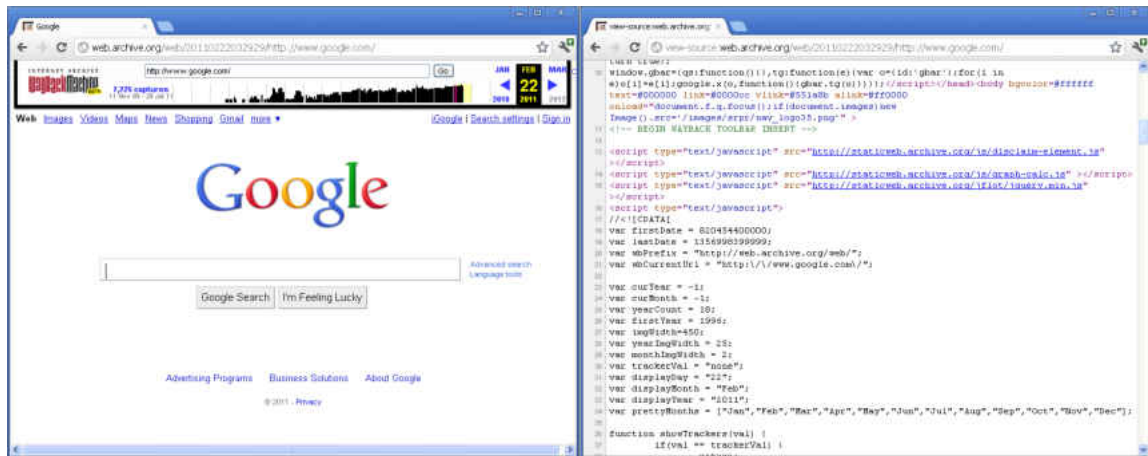 Google
web.archive.org/web/20110222032929/http://www.google.com/
INTERNET ARCHIVE
WayBackMachine
http://www.google.com/
Go
JAN FEB MAR
2,225 captures
22
2010 2011 2012
Web Images Videos Maps News Shopping Gmail more ▼
iGoogle | Search settings | Sign in
Google
Advanced search
Language tools
Google Search
I'm Feeling Lucky
Advertising Programs Business Solutions About Google
© 2011 - Privacy
view-source:web.archive.org
view-source:web.archive.org/web/20110222032929/http://www.google.com/
turn true};
window.gbar={qs:function(){},tg:function(e){var o={id:'gbar'};for(i in
e)o[i]=e[i];google.x(o,function(){gbar.tg(o)})}};</script></head><body bgcolor=#ffffff
text=#000000 link=#0000cc vlink=#551a8b alink=#ff0000
onload="document.f.q.focus();if(document.images)new
Image().src='/images/srpr/nav_logo35.png'" >
<!-- BEGIN WAYBACK TOOLBAR INSERT -->
<script type="text/javascript" src="http://staticweb.archive.org/js/disclaim-element.js"
></script>
<script type="text/javascript" src="http://staticweb.archive.org/js/graph-calc.js" ></script>
<script type="text/javascript" src="http://staticweb.archive.org/jflot/jquery.min.js"
></script>
<script type="text/javascript">
//<![CDATA[
var firstDate = 820454400000;
var lastDate = 1356998399999;
var wbPrefix = "http://web.archive.org/web/";
var wbCurrentUrl = "http:\/\/www.google.com\/";
var curYear = -1;
var curMonth = -1;
var yearCount = 18;
var firstYear = 1996;
var imgWidth=450;
var yearImgWidth = 25;
var monthImgWidth = 2;
var trackerVal = "none";
var displayDay = "22";
var displayMonth = "Feb";
var displayYear = "2011";
var prettyMonths = ["Jan","Feb","Mar","Apr","May","Jun","Jul","Aug","Sep","Oct","Nov","Dec"];
function showTrackers(val) {
if(val == trackerVal) {